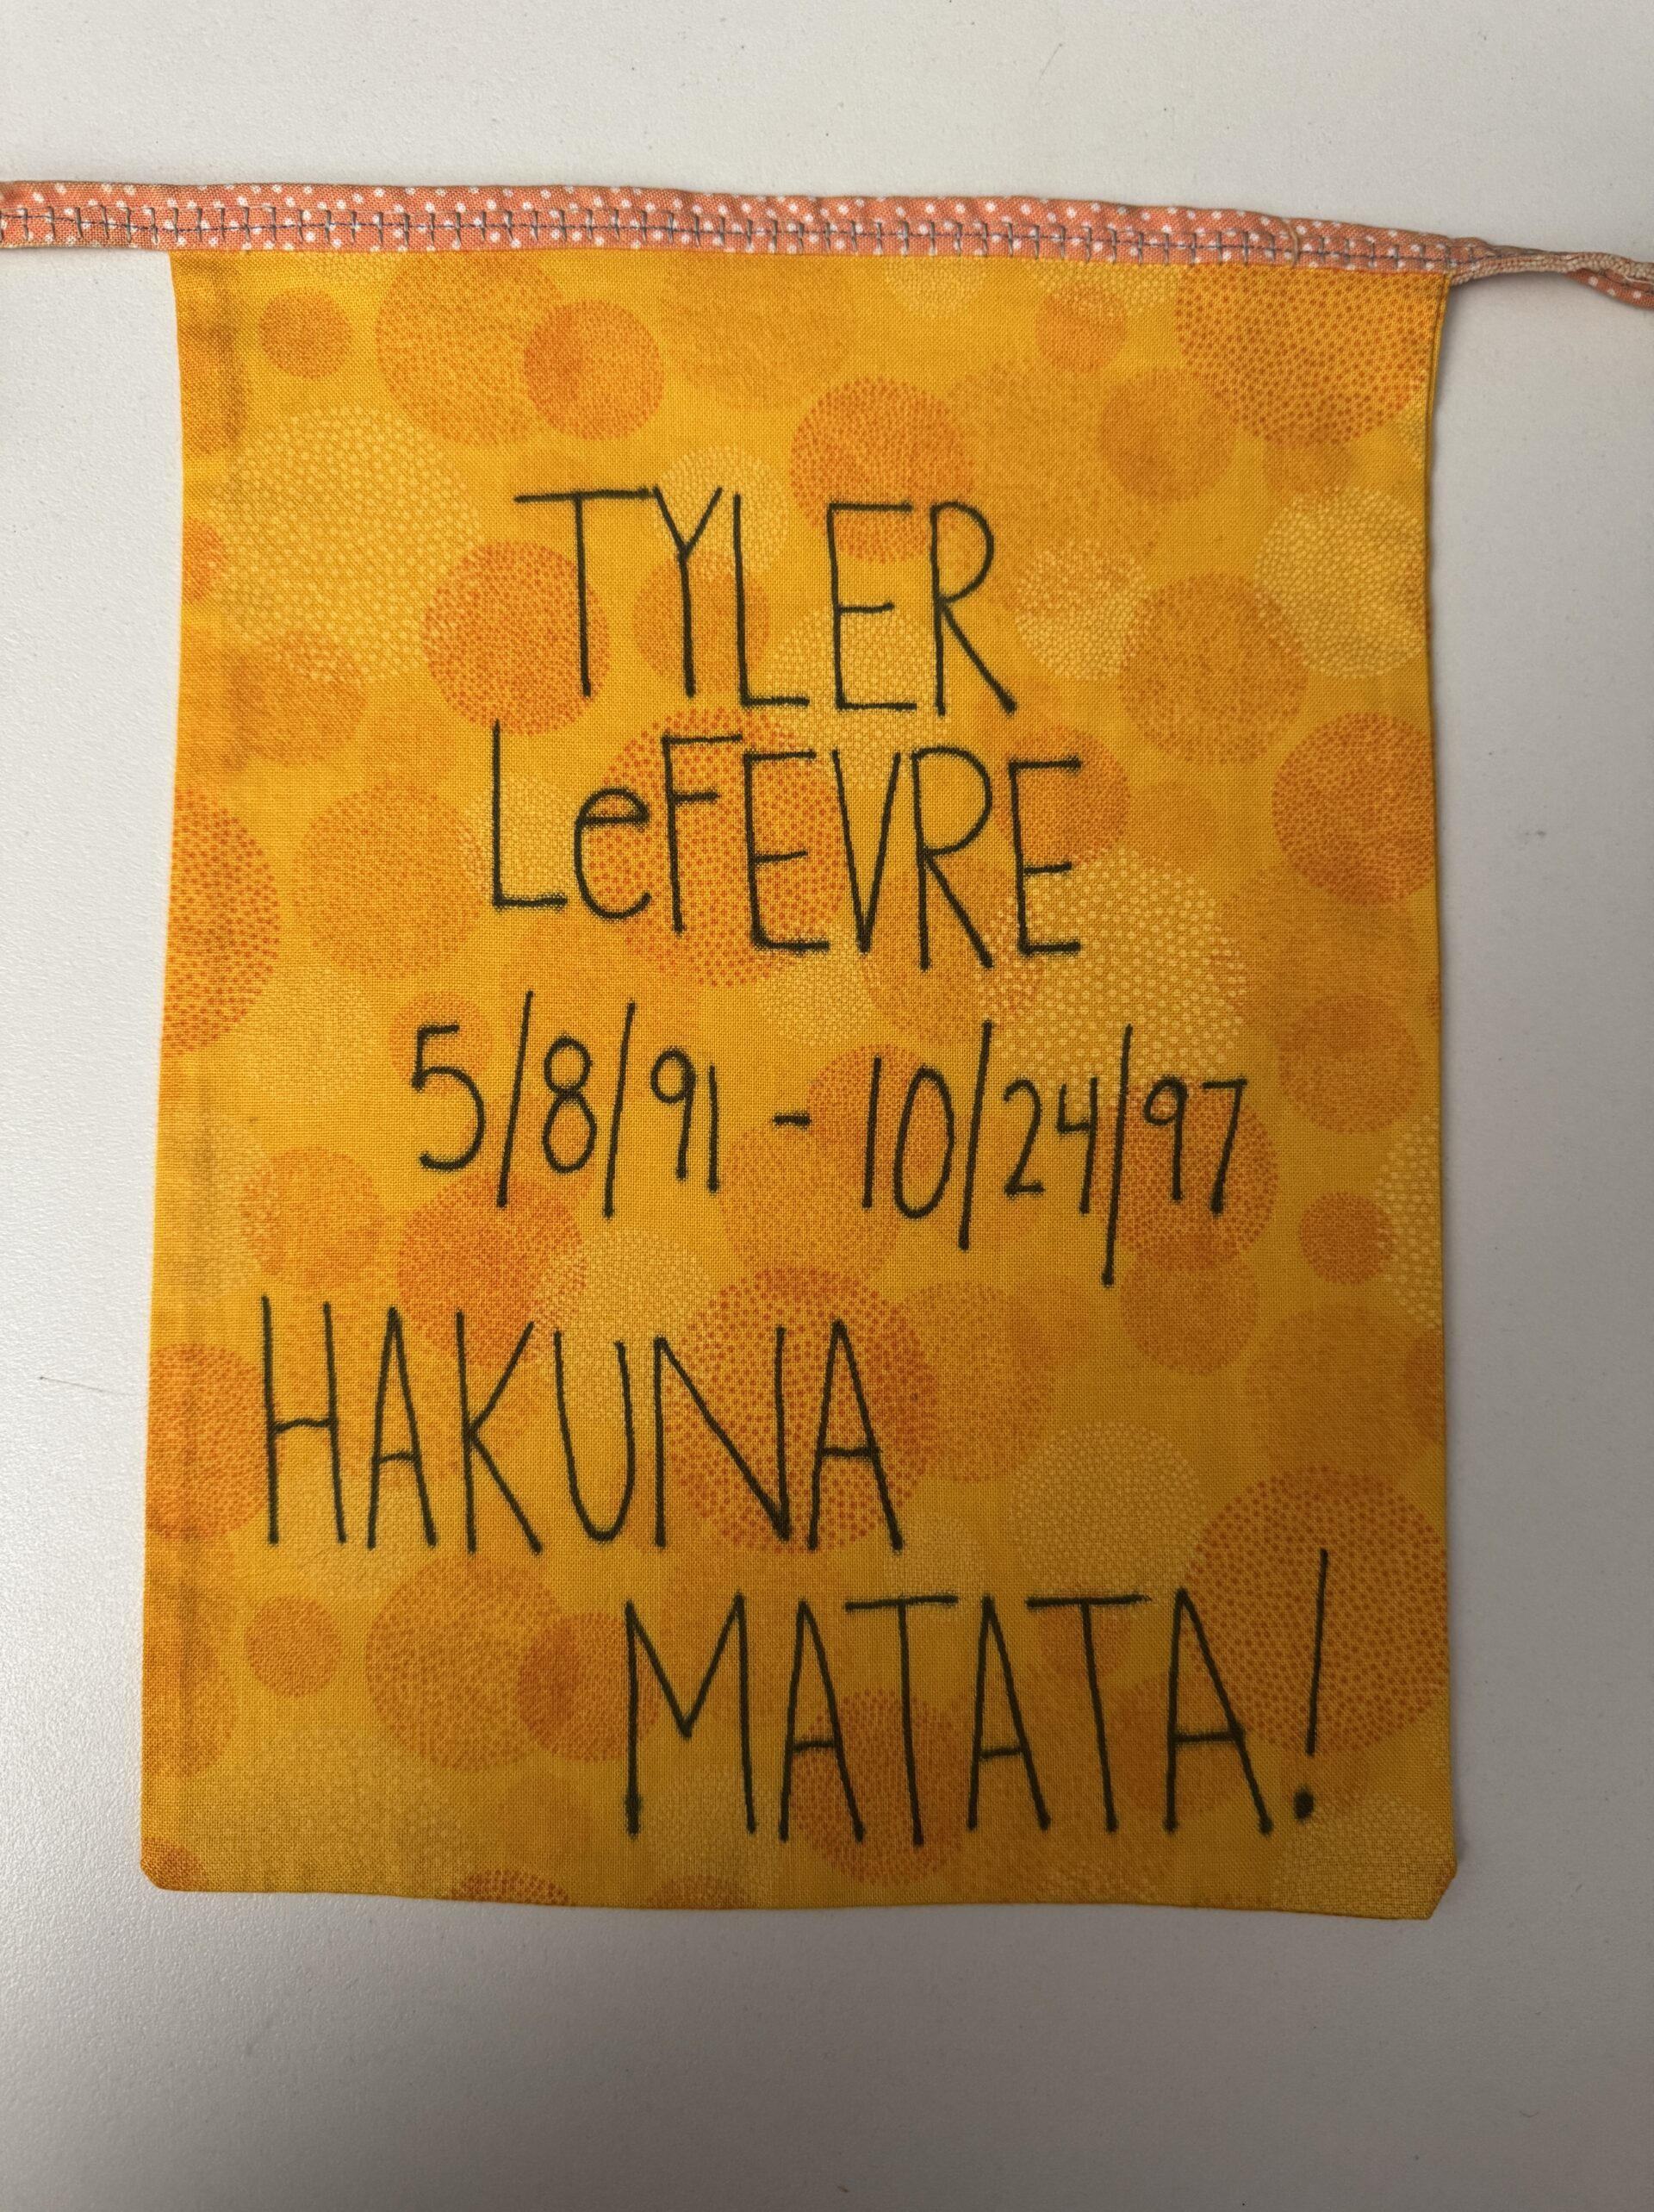 TYLER
LeFEVRE
5/8/91 - 10/24/97
HAKUNA
MATATA!